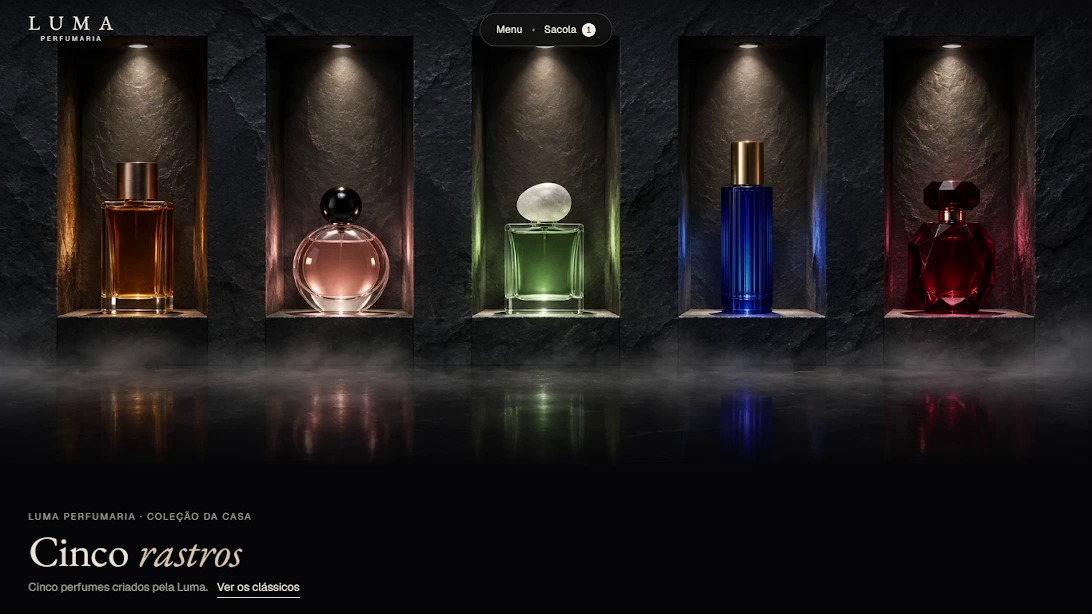 LUMA
PERFUMARIA
Menu • Sacola 1
LUMA PERFUMARIA · COLEÇÃO DA CASA
Cinco rastros
Cinco perfumes criados pela Luma. Ver os clássicos